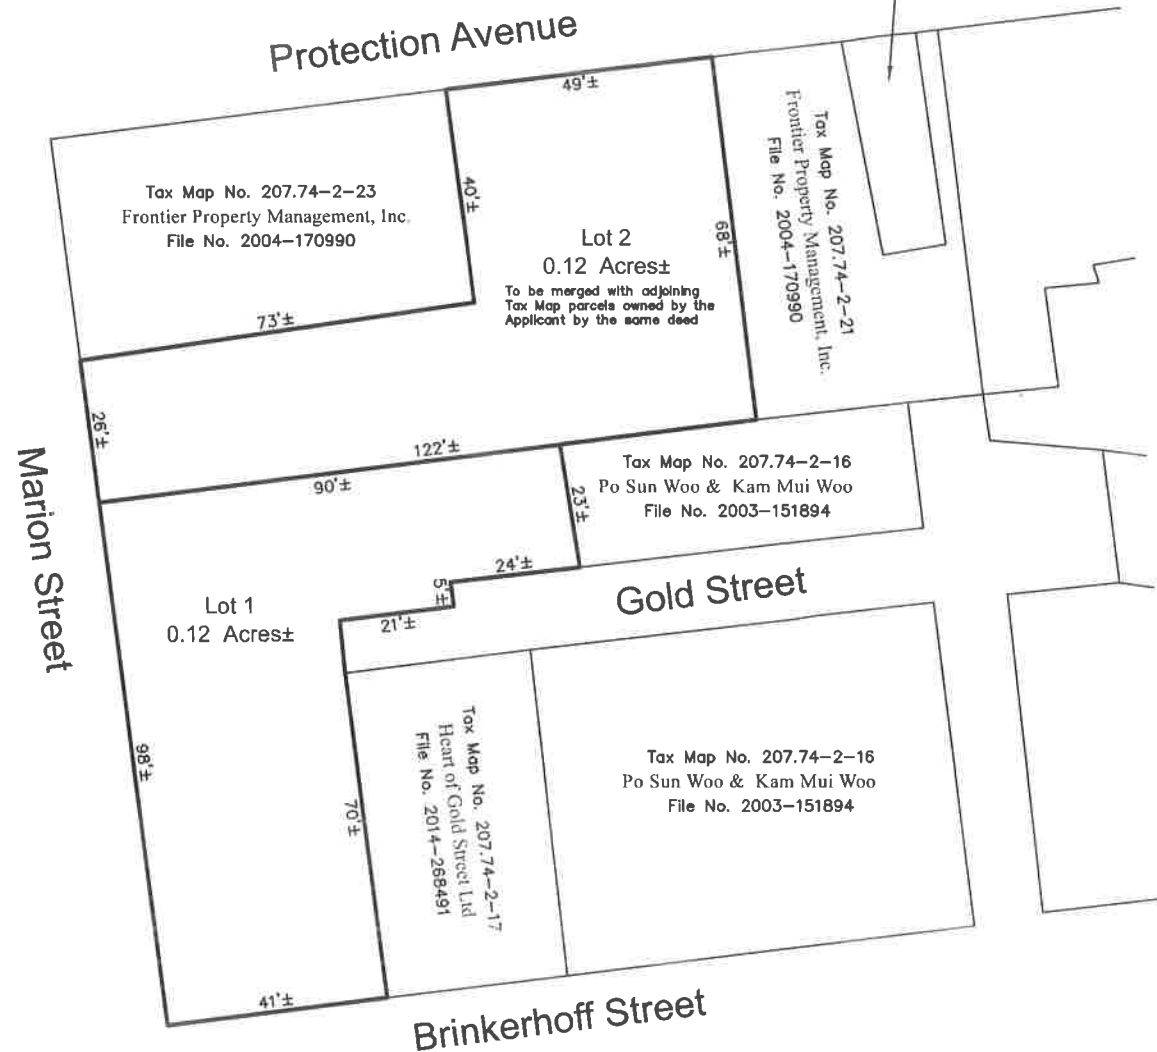 Protection Avenue
49'±
Tax Map No. 207.74-2-23
Frontier Property Management, Inc.
File No. 2004-170990
40'±
Lot 2
0.12 Acres±
To be merged with adjoining
Tax Map parcels owned by the
Applicant by the same deed
68'±
Tax Map No. 207.74-2-21
Frontier Property Management, Inc.
File No. 2004-170990
73'±
26'±
122'±
90'±
Tax Map No. 207.74-2-16
Po Sun Woo & Kam Mui Woo
File No. 2003-151894
23'±
Marion Street
24'±
5'±
21'±
Gold Street
Lot 1
0.12 Acres±
98'±
70'±
Tax Map No. 207.74-2-17
Heart of Gold Street Ltd
File No. 2014-268491
Tax Map No. 207.74-2-16
Po Sun Woo & Kam Mui Woo
File No. 2003-151894
41'±
Brinkerhoff Street